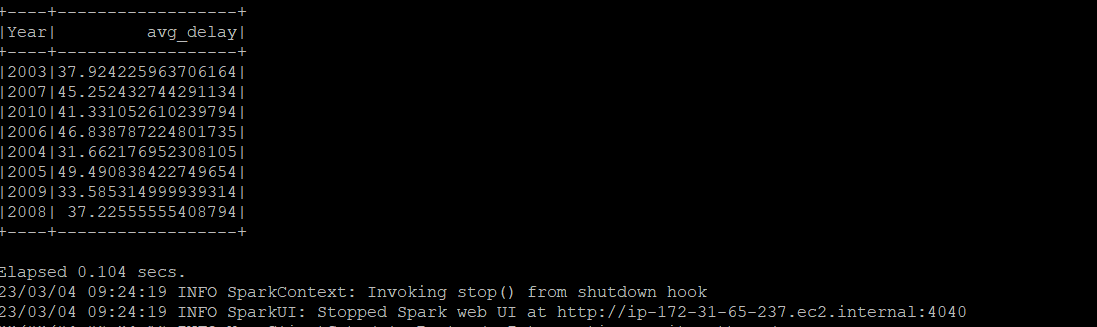 +----+------------------+
|Year|         avg_delay|
+----+------------------+
|2003|37.924225963706164|
|2007|45.252432744291134|
|2010|41.331052610239794|
|2006|46.838787224801735|
|2004|31.662176952308105|
|2005|49.490838422749654|
|2009|33.585314999939314|
|2008| 37.22555555408794|
+----+------------------+
Elapsed 0.104 secs.
23/03/04 09:24:19 INFO SparkContext: Invoking stop() from shutdown hook
23/03/04 09:24:19 INFO SparkUI: Stopped Spark web UI at http://ip-172-31-65-237.ec2.internal:4040